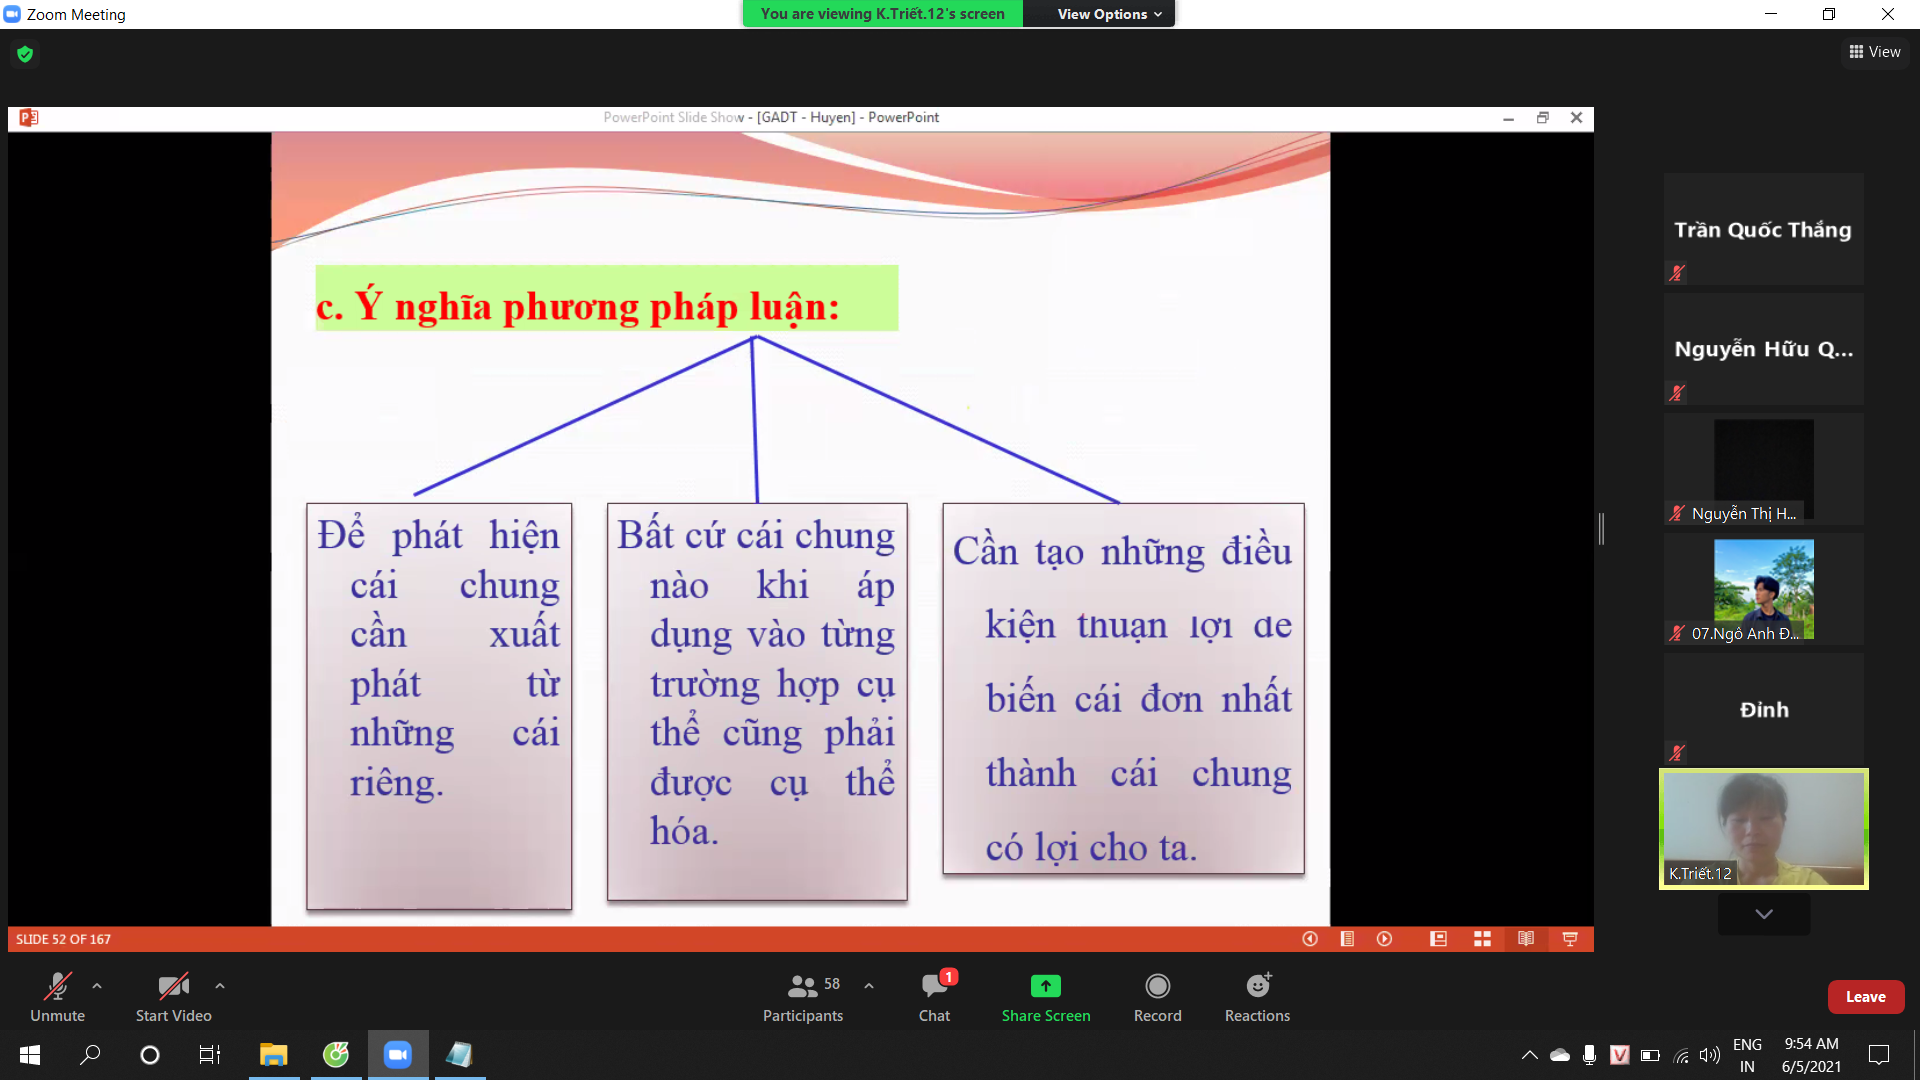 Zoom Meeting
You are viewing K.Triết.12's screen
View Options
View
PowerPoint Slide Show - [GADT - Huyen] - PowerPoint
c. Ý nghĩa phương pháp luận:
Để phát hiện
cái chung
cần xuất
phát từ
những cái
riêng.
Bất cứ cái chung
nào khi áp
dụng vào từng
trường hợp cụ
thể cũng phải
được cụ thể
hóa.
Cần tạo những điều
kiện thuận lợi để
biến cái đơn nhất
thành cái chung
có lợi cho ta.
SLIDE 52 OF 167
Trần Quốc Thắng
Nguyễn Hữu Q...
Nguyễn Thị H...
07.Ngô Anh Đ...
Đỉnh
K.Triết.12
Unmute
Start Video
58
Participants
1
Chat
Share Screen
Record
Reactions
Leave
ENG
IN
9:54 AM
6/5/2021